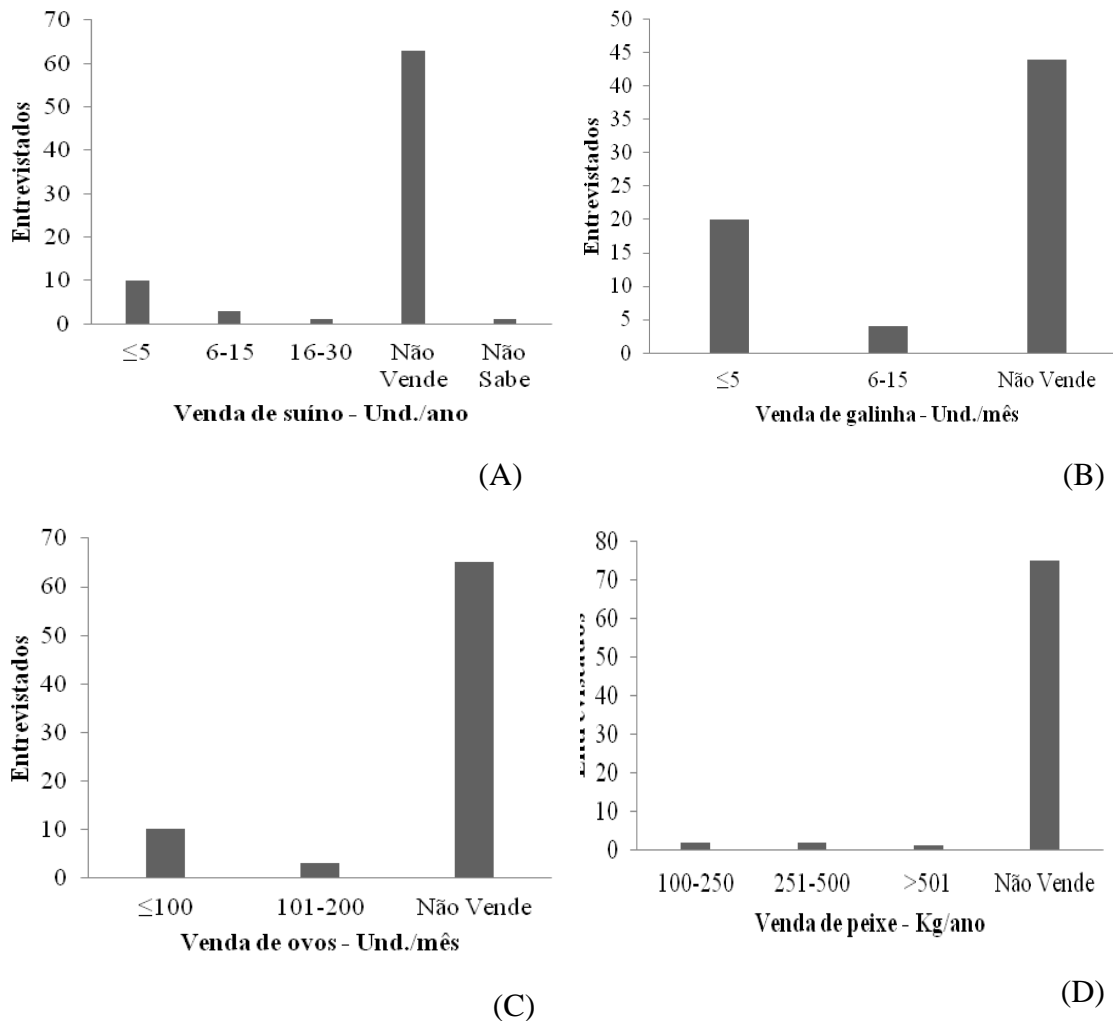 70
60
50
40
30
20
10
0
Entrevistados
≤5 6-15 16-30 Não Vende Não Sabe
Venda de suíno - Und./ano
(A)
50
45
40
35
30
25
20
15
10
5
0
Entrevistados
≤5 6-15 Não Vende
Venda de galinha - Und./mês
(B)
70
60
50
40
30
20
10
0
Entrevistados
≤100 101-200 Não Vende
Venda de ovos - Und./mês
(C)
80
70
60
50
40
30
20
10
0
Entrevistados
100-250 251-500 >501 Não Vende
Venda de peixe - Kg/ano
(D)